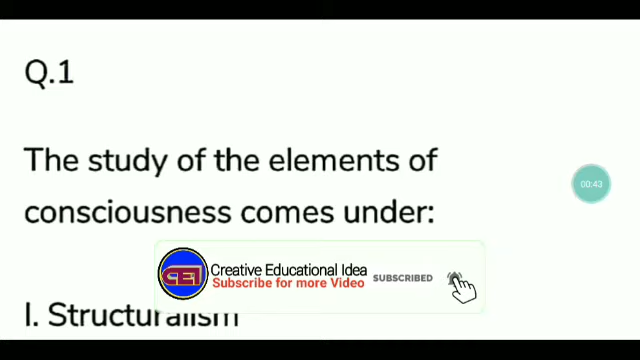 Q.1
The study of the elements of
00:43
consciousness comes under:
CEI
Creative Educational Idea
Subscribe for more Video
SUBSCRIBED
I. Structuralism